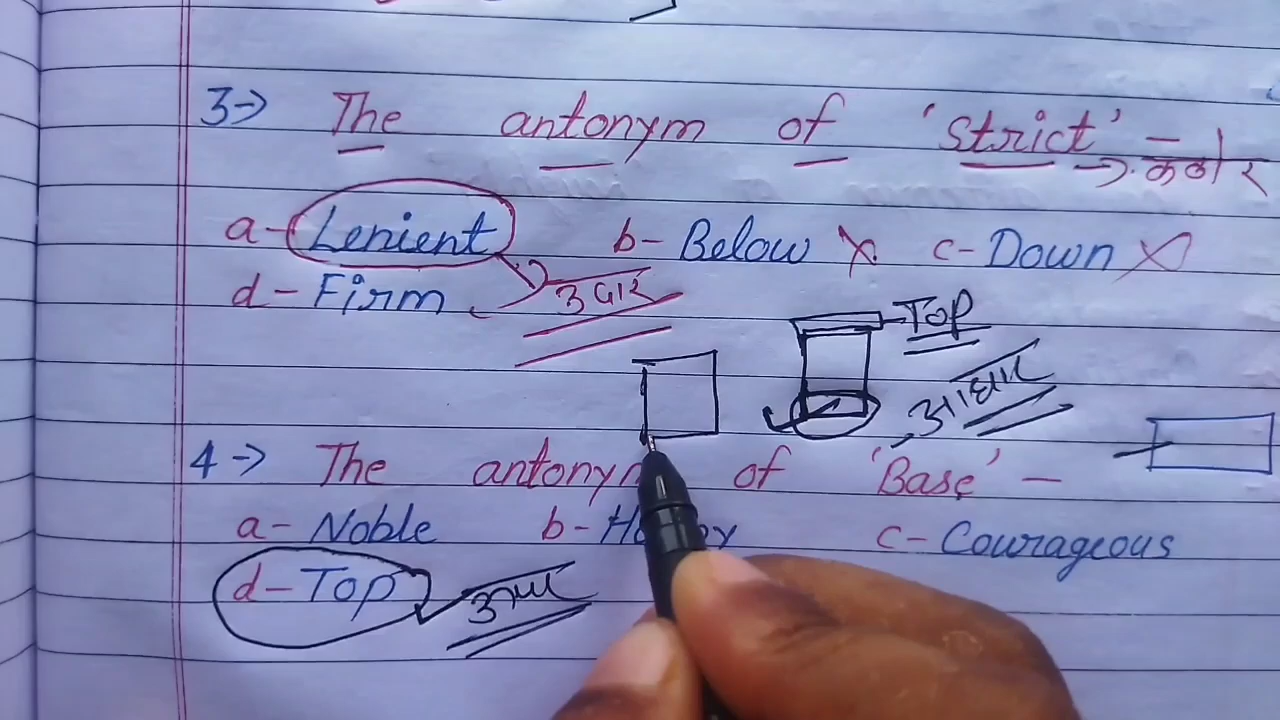 3→ The antonym of 'Strict' –
→ कठोर
a- Lenient b- Below c- Down
d- Firm
उदार
Top
आधार
4→ The antonym of 'Base' –
a- Noble b- c- Courageous
d- Top